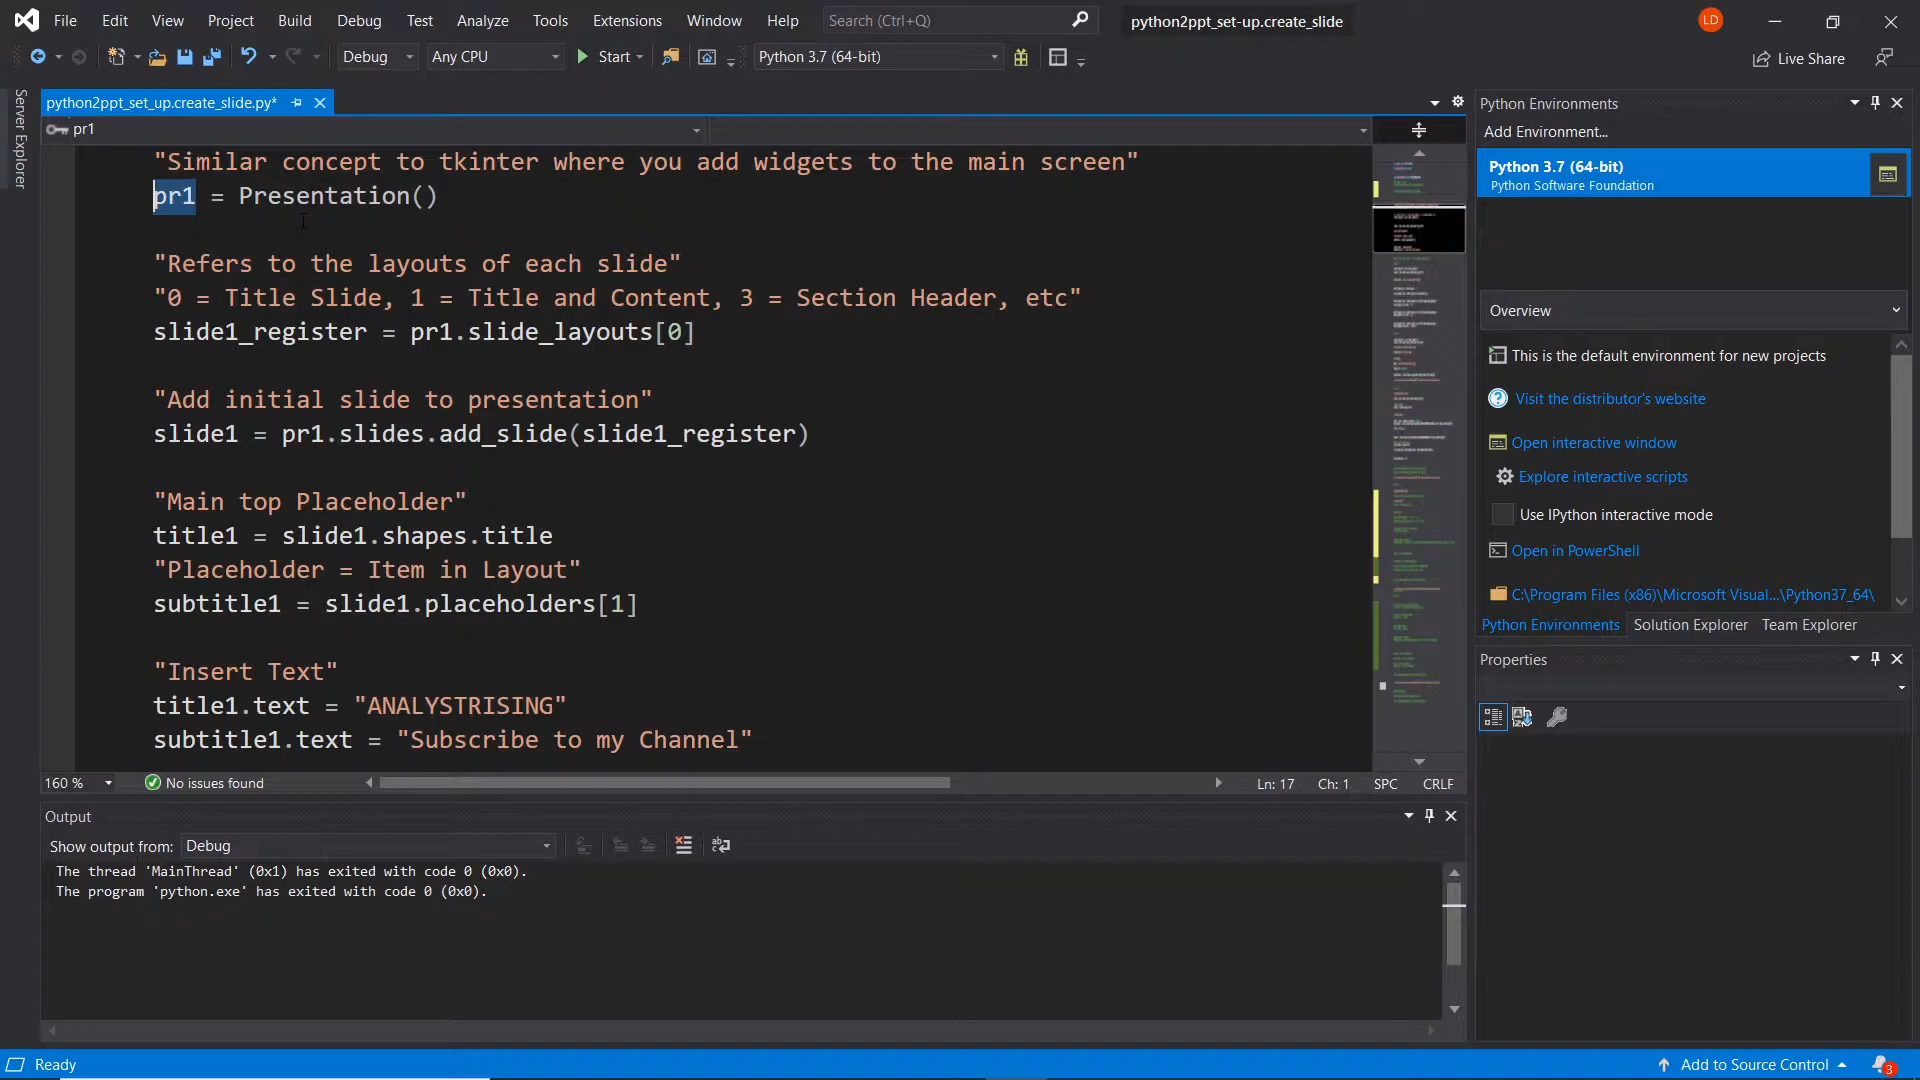 File Edit View Project Build Debug Test Analyze Tools Extensions Window Help Search (Ctrl+Q) python2ppt_set-up.create_slide LD
Debug Any CPU Start Python 3.7 (64-bit) Live Share
Server Explorer
python2ppt_set_up.create_slide.py*
pr1
"Similar concept to tkinter where you add widgets to the main screen"
pr1 = Presentation()
"Refers to the layouts of each slide"
"0 = Title Slide, 1 = Title and Content, 3 = Section Header, etc"
slide1_register = pr1.slide_layouts[0]
"Add initial slide to presentation"
slide1 = pr1.slides.add_slide(slide1_register)
"Main top Placeholder"
title1 = slide1.shapes.title
"Placeholder = Item in Layout"
subtitle1 = slide1.placeholders[1]
"Insert Text"
title1.text = "ANALYSTRISING"
subtitle1.text = "Subscribe to my Channel"
160 % No issues found Ln: 17 Ch: 1 SPC CRLF
Output
Show output from: Debug
The thread 'MainThread' (0x1) has exited with code 0 (0x0).
The program 'python.exe' has exited with code 0 (0x0).
Python Environments
Add Environment...
Python 3.7 (64-bit)
Python Software Foundation
Overview
This is the default environment for new projects
Visit the distributor's website
Open interactive window
Explore interactive scripts
Use IPython interactive mode
Open in PowerShell
C:\Program Files (x86)\Microsoft Visual...\Python37_64\
Python Environments Solution Explorer Team Explorer
Properties
Ready Add to Source Control 3